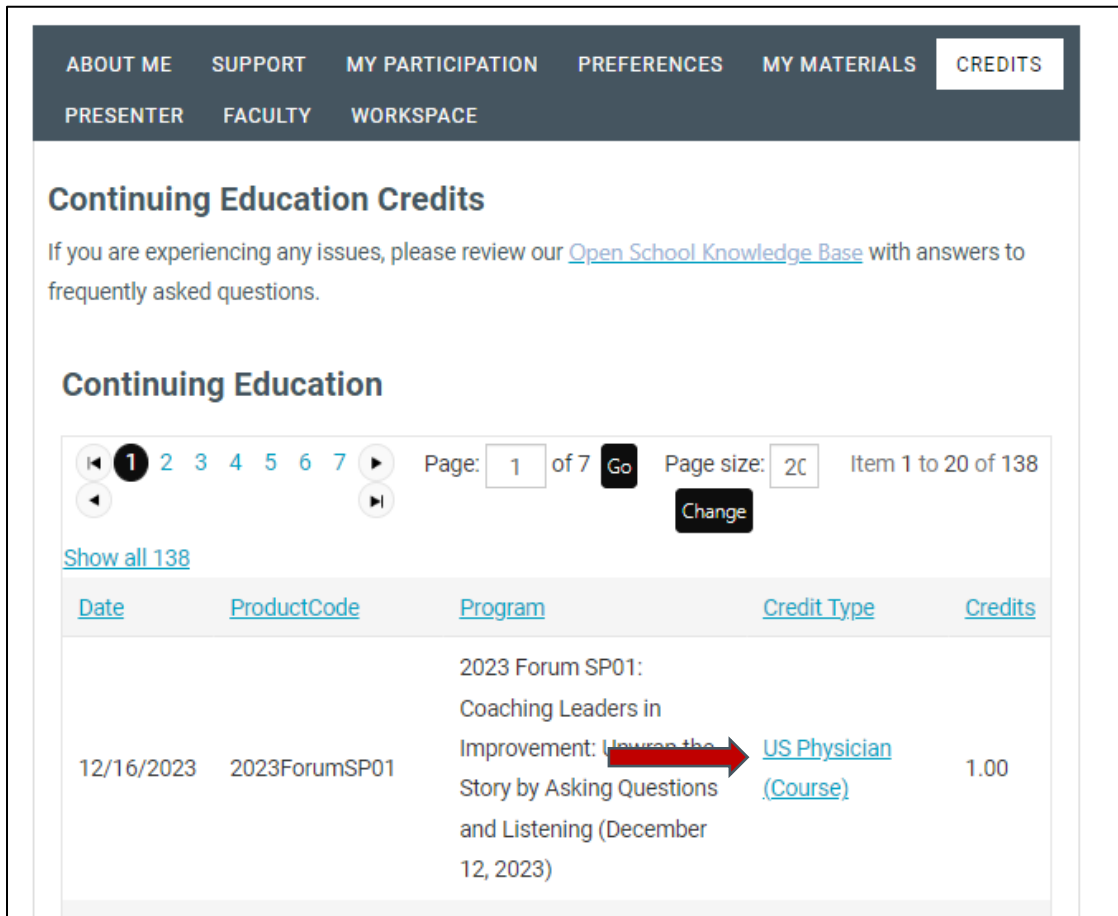 ABOUT ME SUPPORT MY PARTICIPATION PREFERENCES MY MATERIALS CREDITS
PRESENTER FACULTY WORKSPACE
Continuing Education Credits
If you are experiencing any issues, please review our Open School Knowledge Base with answers to
frequently asked questions.
Continuing Education
1 2 3 4 5 6 7 Page: 1 of 7 Go Page size: 20 Item 1 to 20 of 138
Change
Show all 138
Date ProductCode Program Credit Type Credits
2023 Forum SP01:
Coaching Leaders in
Improvement: Unwrap the
US Physician
12/16/2023 2023ForumSP01 1.00
Story by Asking Questions
(Course)
and Listening (December
12, 2023)